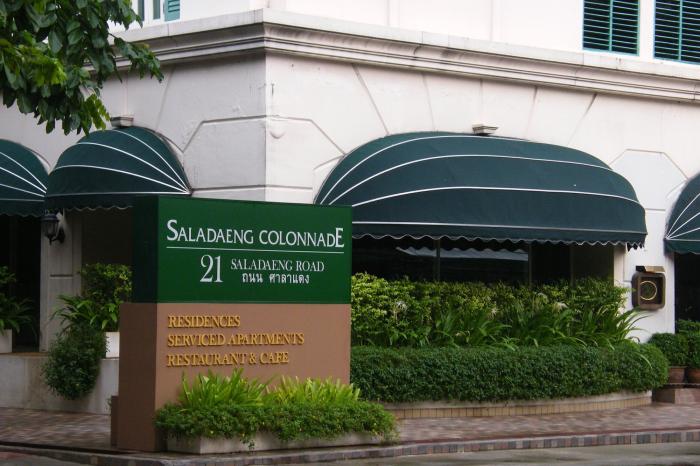 SALADAENG COLONNADE
21 SALADAENG ROAD
ถนน ศาลาแดง
RESIDENCES
SERVICED APARTMENTS
RESTAURANT & CAFE